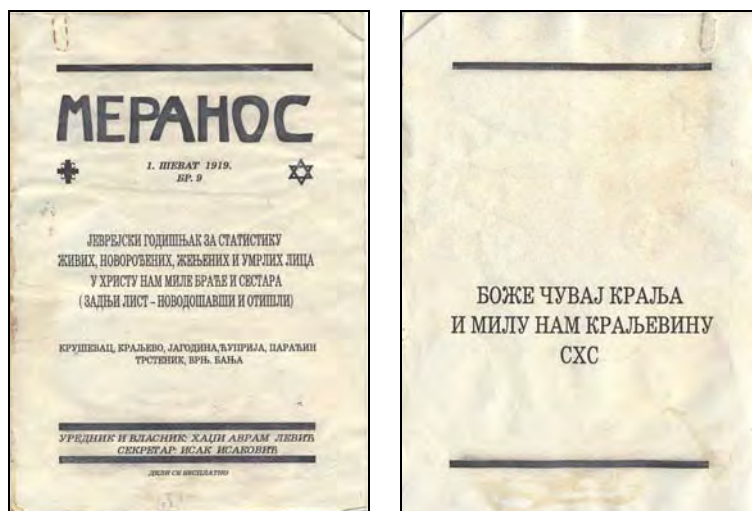 МЕРАНОС
1. ШЕВАТ 1919.
БР. 9
ЈЕВРЕЈСКИ ГОДИШЊАК ЗА СТАТИСТИКУ
ЖИВИХ, НОВОРОЂЕНИХ, ЖЕЊЕНИХ И УМРЛИХ ЛИЦА
У ХРИСТУ НАМ МИЛЕ БРАЋЕ И СЕСТАРА
( ЗАДЊИ ЛИСТ - НОВОДОШАВШИ И ОТИШЛИ)
КРУШЕВАЦ, КРАЉЕВО, ЈАГОДИНА,ЋУПРИЈА, ПАРАЋИН
ТРСТЕНИК, ВРЊ. БАЊА
УРЕДНИК И ВЛАСНИК: ХАЏИ АВРАМ ЛЕВИЋ
СЕКРЕТАР: ИСАК ИСАКОВИЋ
ДЕЛИ СЕ БЕСПЛАТНО
БОЖЕ ЧУВАЈ КРАЉА
И МИЛУ НАМ КРАЉЕВИНУ
СХС